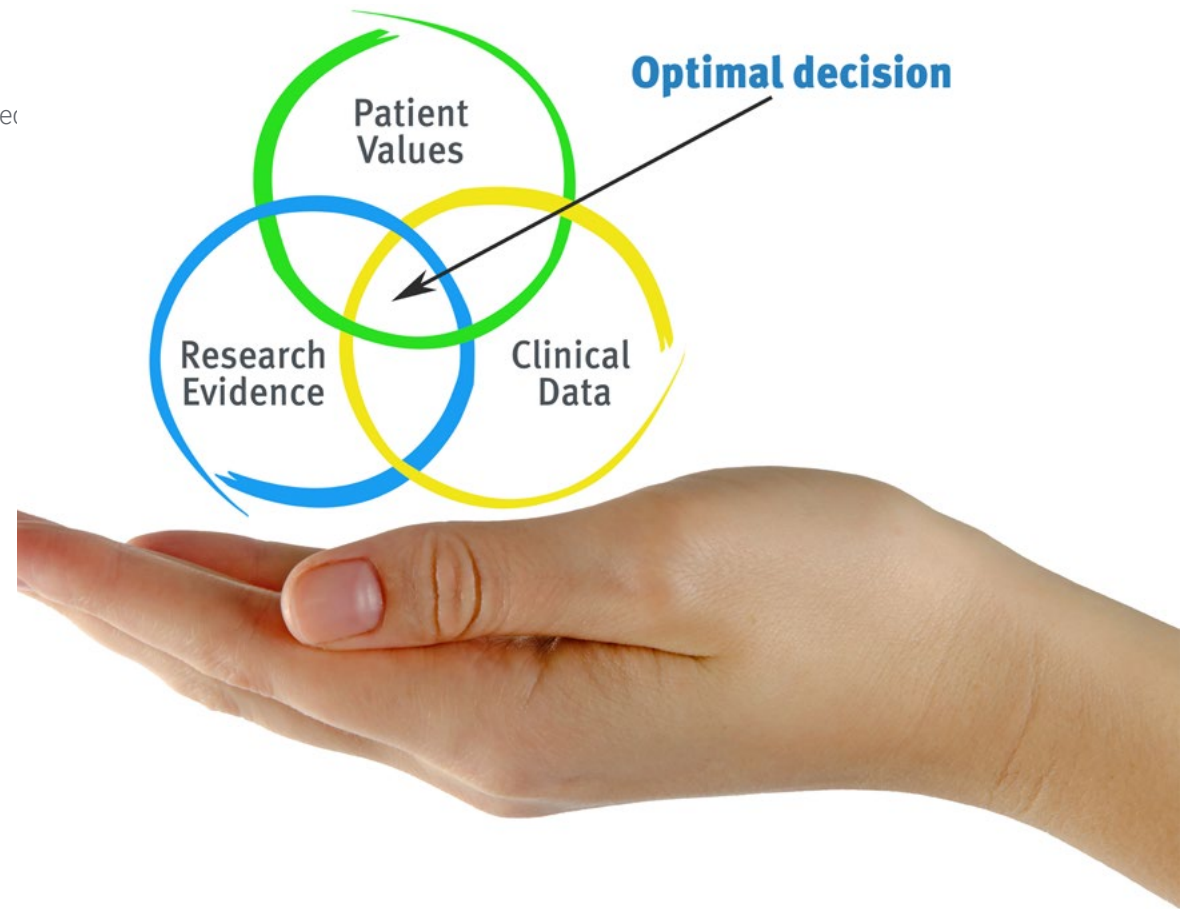 Optimal decision
Patient
Values
Research
Evidence
Clinical
Data